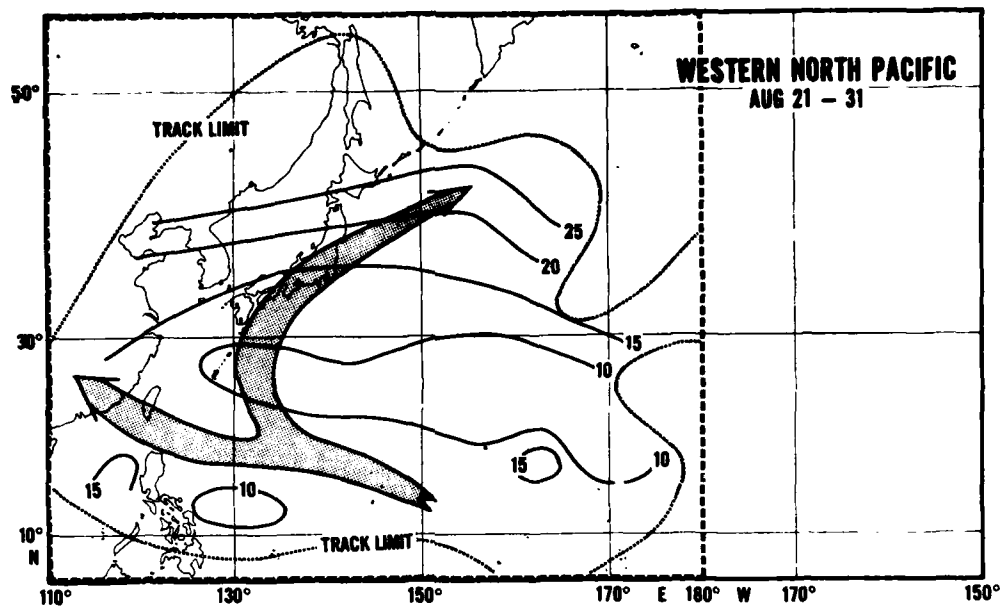 WESTERN NORTH PACIFIC
AUG 21 – 31
50°
TRACK LIMIT
25
20
30°
15
10
15
15
10
10
10°
N
TRACK LIMIT
110° 130° 150° 170° E 180° W 170° 150°